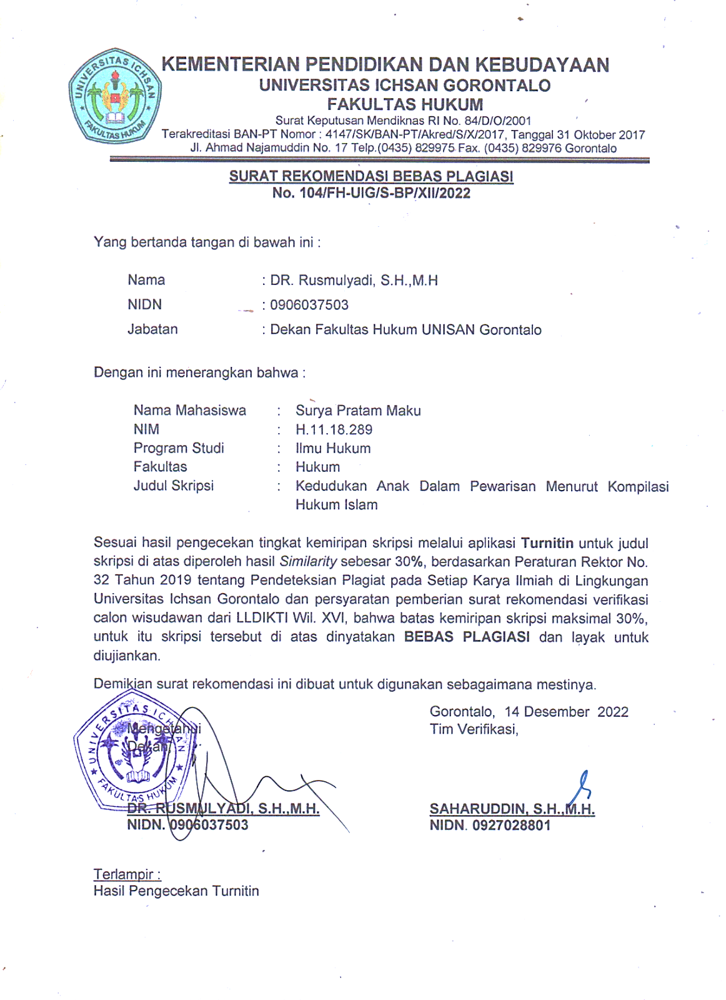 UNIVERSITAS ICHSAN
FAKULTAS HUKUM
KEMENTERIAN PENDIDIKAN DAN KEBUDAYAAN
UNIVERSITAS ICHSAN GORONTALO
FAKULTAS HUKUM
Surat Keputusan Mendiknas RI No. 84/D/O/2001
Terakreditasi BAN-PT Nomor : 4147/SK/BAN-PT/Akred/S/X/2017, Tanggal 31 Oktober 2017
Jl. Ahmad Najamuddin No. 17 Telp.(0435) 829975 Fax. (0435) 829976 Gorontalo
SURAT REKOMENDASI BEBAS PLAGIASI
No. 104/FH-UIG/S-BP/XII/2022
Yang bertanda tangan di bawah ini :
Nama : DR. Rusmulyadi, S.H.,M.H
NIDN : 0906037503
Jabatan : Dekan Fakultas Hukum UNISAN Gorontalo
Dengan ini menerangkan bahwa :
Nama Mahasiswa : Surya Pratam Maku
NIM : H.11.18.289
Program Studi : Ilmu Hukum
Fakultas : Hukum
Judul Skripsi : Kedudukan Anak Dalam Pewarisan Menurut Kompilasi
Hukum Islam
Sesuai hasil pengecekan tingkat kemiripan skripsi melalui aplikasi Turnitin untuk judul
skripsi di atas diperoleh hasil Similarity sebesar 30%, berdasarkan Peraturan Rektor No.
32 Tahun 2019 tentang Pendeteksian Plagiat pada Setiap Karya Ilmiah di Lingkungan
Universitas Ichsan Gorontalo dan persyaratan pemberian surat rekomendasi verifikasi
calon wisudawan dari LLDIKTI Wil. XVI, bahwa batas kemiripan skripsi maksimal 30%,
untuk itu skripsi tersebut di atas dinyatakan BEBAS PLAGIASI dan layak untuk
diujiankan.
Demikian surat rekomendasi ini dibuat untuk digunakan sebagaimana mestinya.
Gorontalo, 14 Desember 2022
Tim Verifikasi,
Mengetahui
Dekan,
UNIVERSITAS ICHSAN
FAKULTAS HUKUM
DR. RUSMULYADI, S.H.,M.H.
NIDN. 0906037503
SAHARUDDIN, S.H.,M.H.
NIDN. 0927028801
Terlampir :
Hasil Pengecekan Turnitin